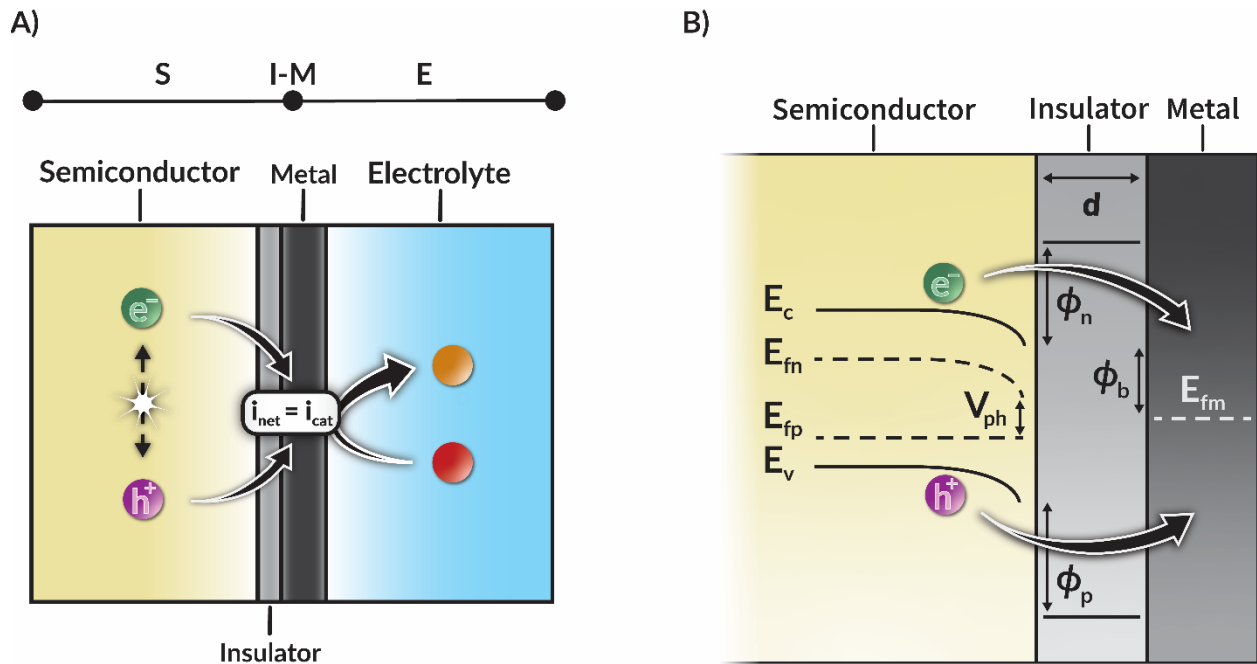 A)
S I-M E
Semiconductor Metal Electrolyte
e⁻
i_net = i_cat
h⁺
Insulator
B)
Semiconductor Insulator Metal
d
e⁻
E_c
ϕ_n
E_fn
ϕ_b
E_fm
V_ph
E_fp
E_v
h⁺
ϕ_p